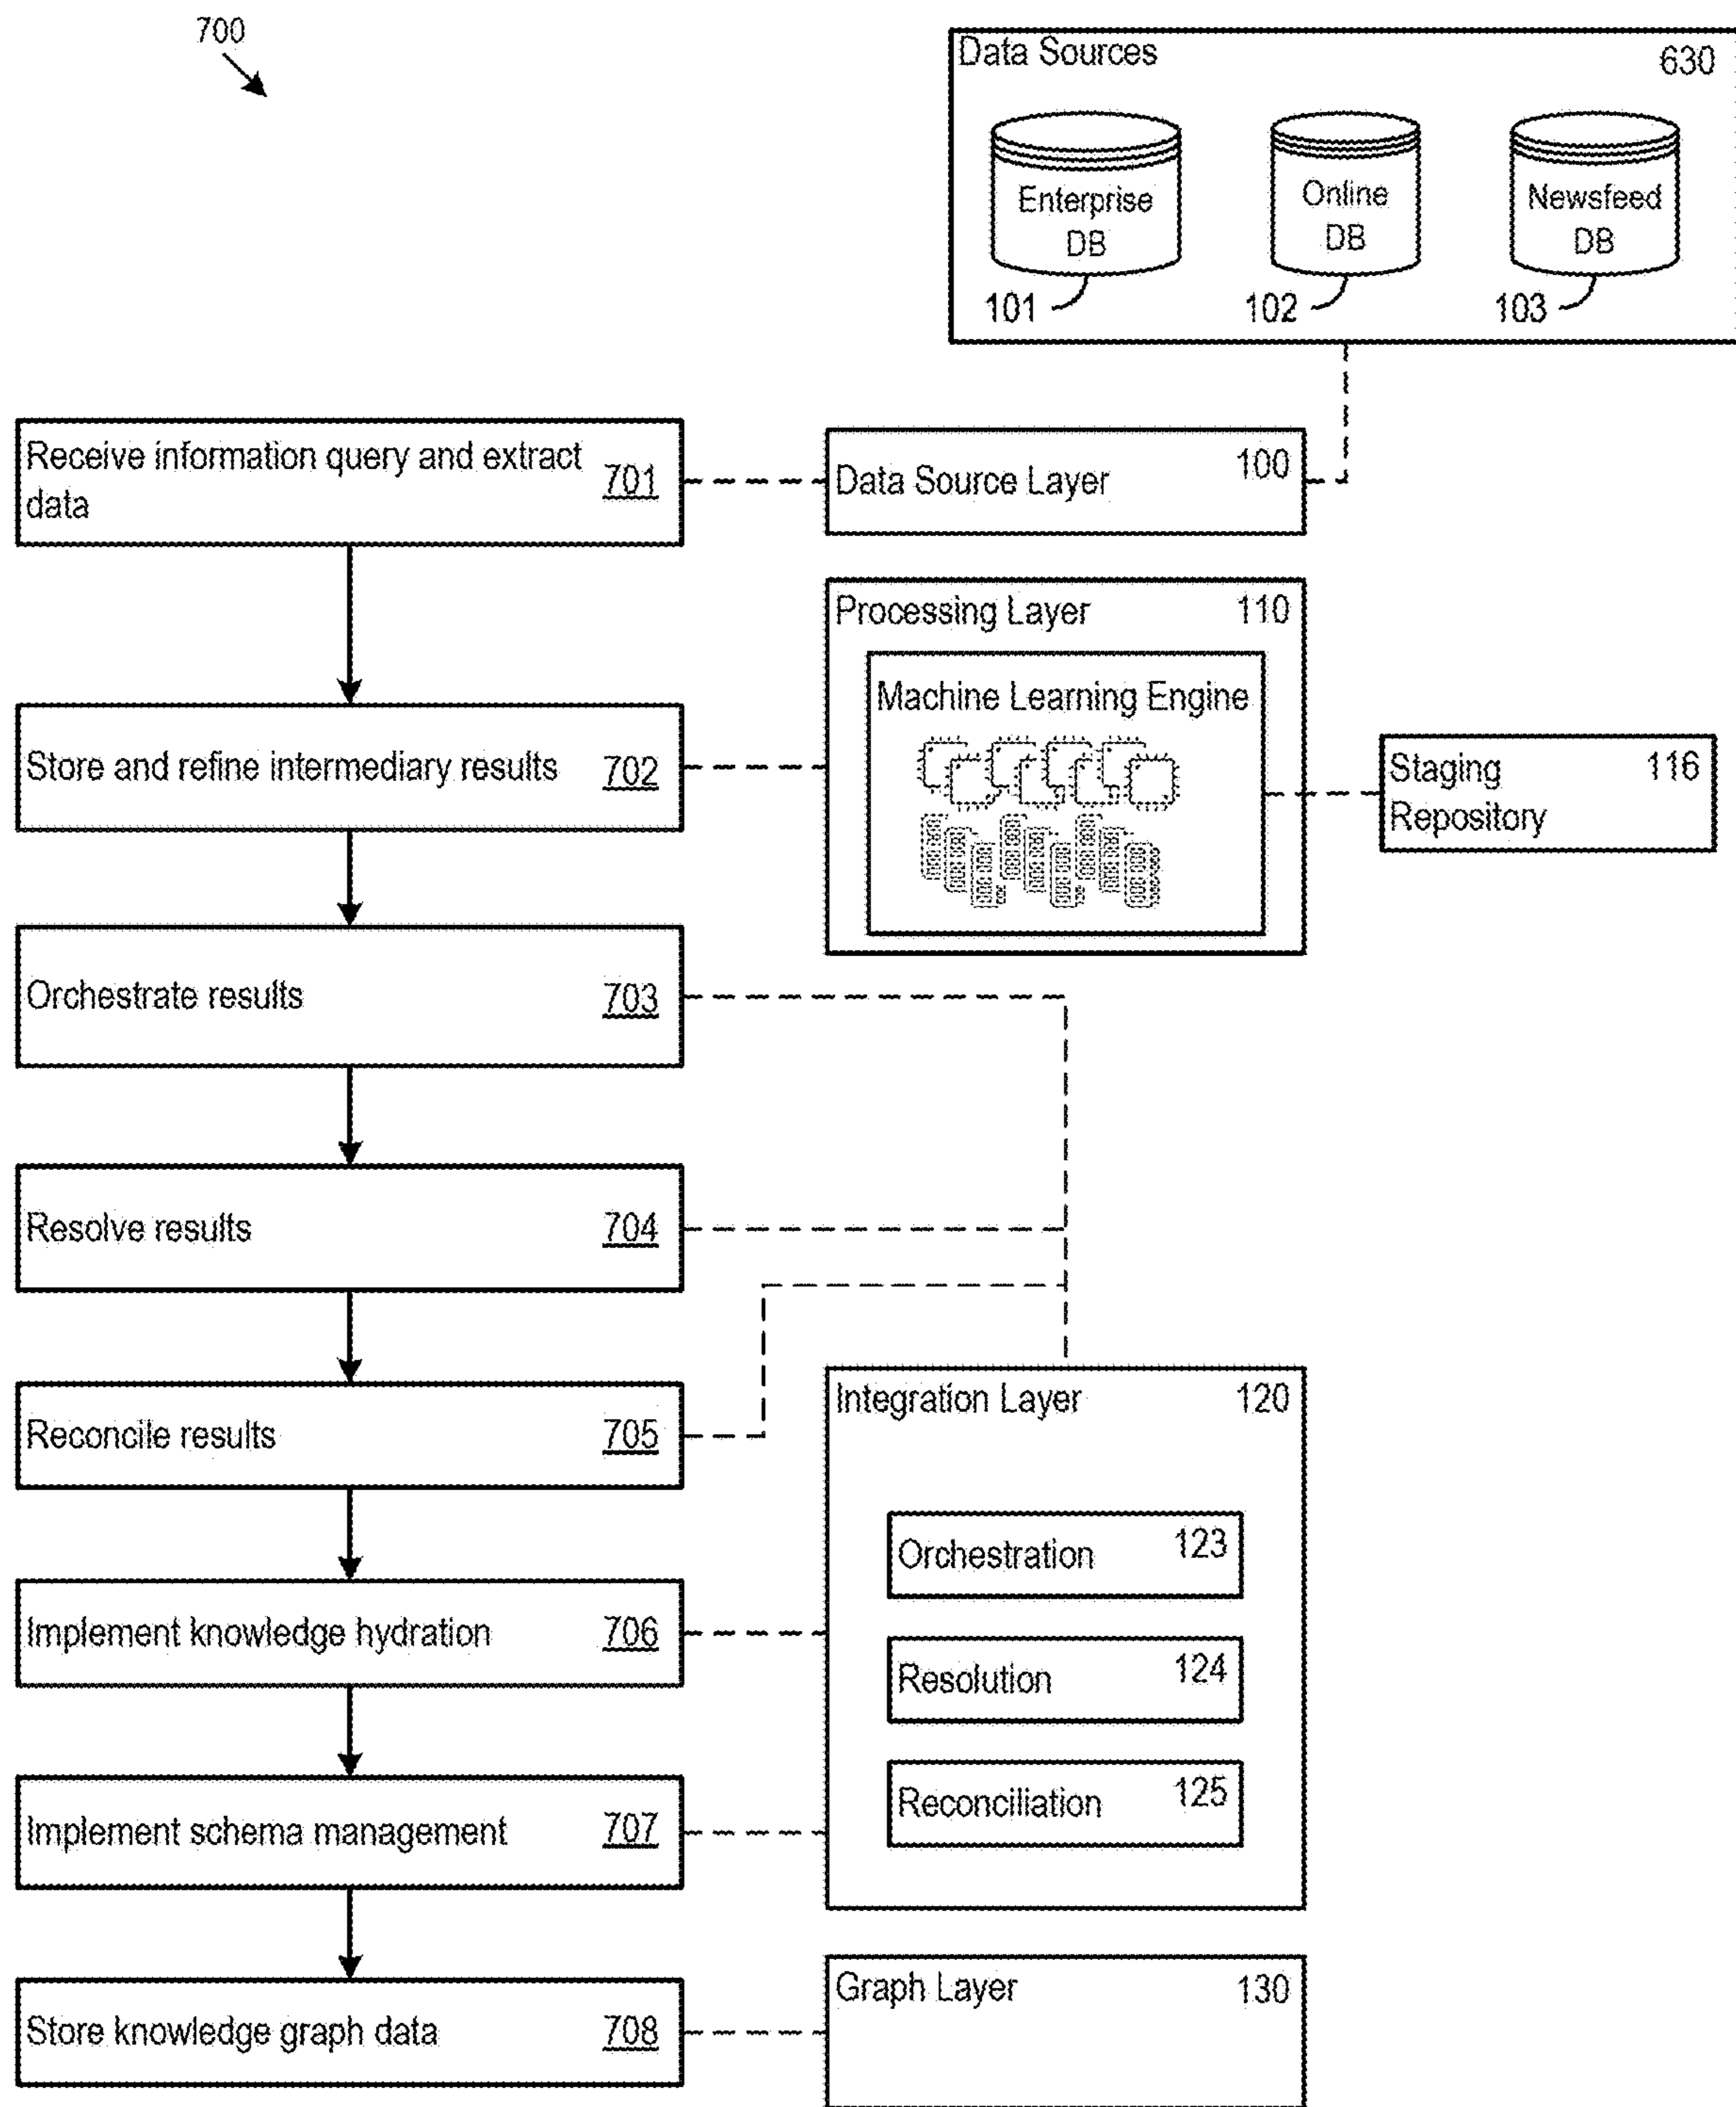 700
Data Sources 630
Enterprise
DB
101
Online
DB
102
Newsfeed
DB
103
Receive information query and extract
data 701
Data Source Layer 100
Processing Layer 110
Machine Learning Engine
Store and refine intermediary results 702
Staging 116
Repository
Orchestrate results 703
Resolve results 704
Reconcile results 705
Integration Layer 120
Orchestration 123
Resolution 124
Reconciliation 125
Implement knowledge hydration 706
Implement schema management 707
Store knowledge graph data 708
Graph Layer 130